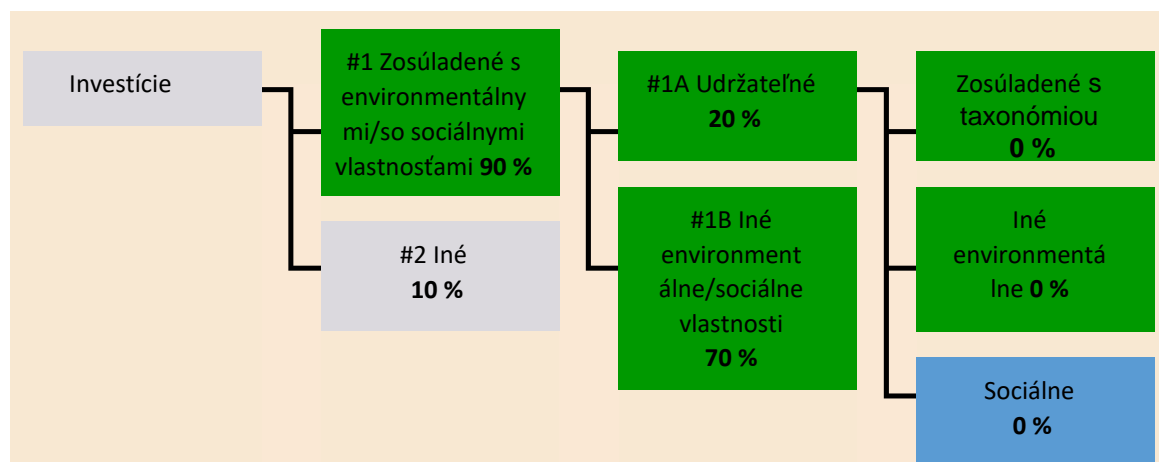 Investície
#1 Zosúladené s
environmentálny
mi/so sociálnymi
vlastnosťami 90 %
#2 Iné
10 %
#1A Udržateľné
20 %
#1B Iné
environment
álne/sociálne
vlastnosti
70 %
Zosúladené s
taxonómiou
0 %
Iné
environmentá
lne 0 %
Sociálne
0 %